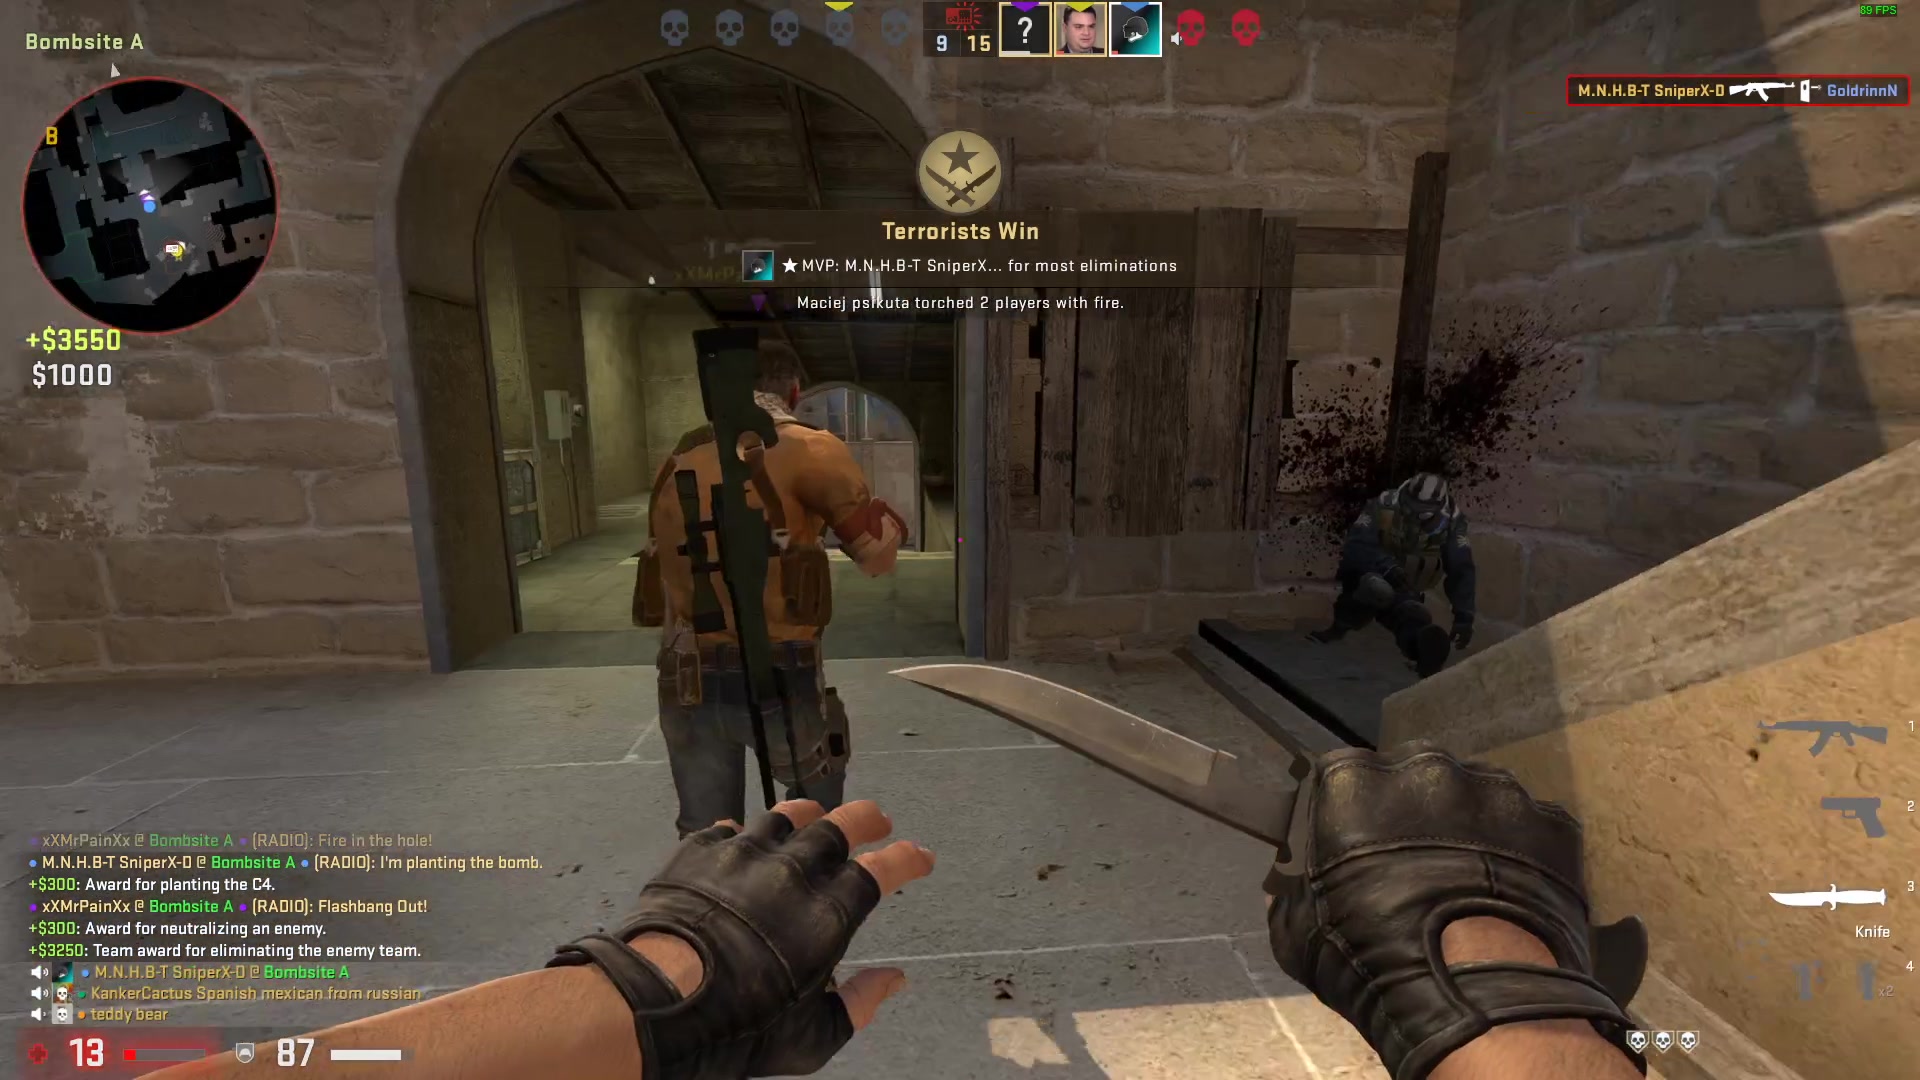 89 FPS
Bombsite A
9 15
?
M.N.H.B-T SniperX-D GoldrinnN
B
Terrorists Win
★ MVP: M.N.H.B-T SniperX... for most eliminations
Maciej psikuta torched 2 players with fire.
+$3550
$1000
1
2
3
Knife
4
x2
xXMrPainXx @ Bombsite A • (RADIO): Fire in the hole!
• M.N.H.B-T SniperX-D @ Bombsite A • (RADIO): I'm planting the bomb.
+$300: Award for planting the C4.
• xXMrPainXx @ Bombsite A • (RADIO): Flashbang Out!
+$300: Award for neutralizing an enemy.
+$3250: Team award for eliminating the enemy team.
• M.N.H.B-T SniperX-D @ Bombsite A
• KankerCactus Spanish mexican from russian
• teddy bear
13 87